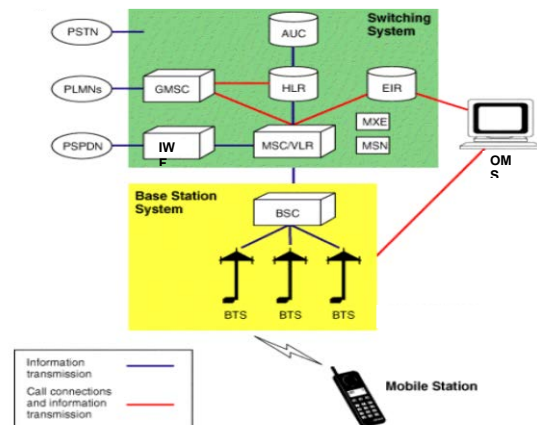 Switching
System
PSTN
AUC
PLMNs
GMSC
HLR
EIR
MXE
PSPDN
IW
F
MSC/VLR
MSN
OM
S
Base Station
System
BSC
BTS
BTS
BTS
Information
transmission
Call connections
and information
transmission
Mobile Station